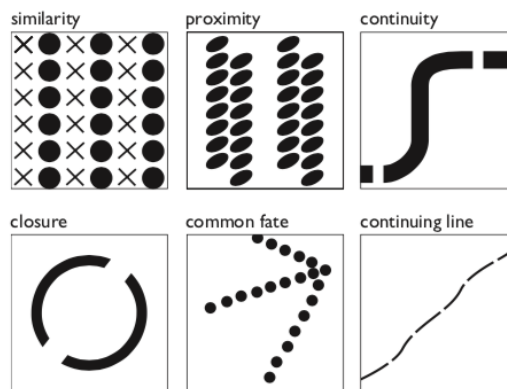 similarity
proximity
continuity
closure
common fate
continuing line